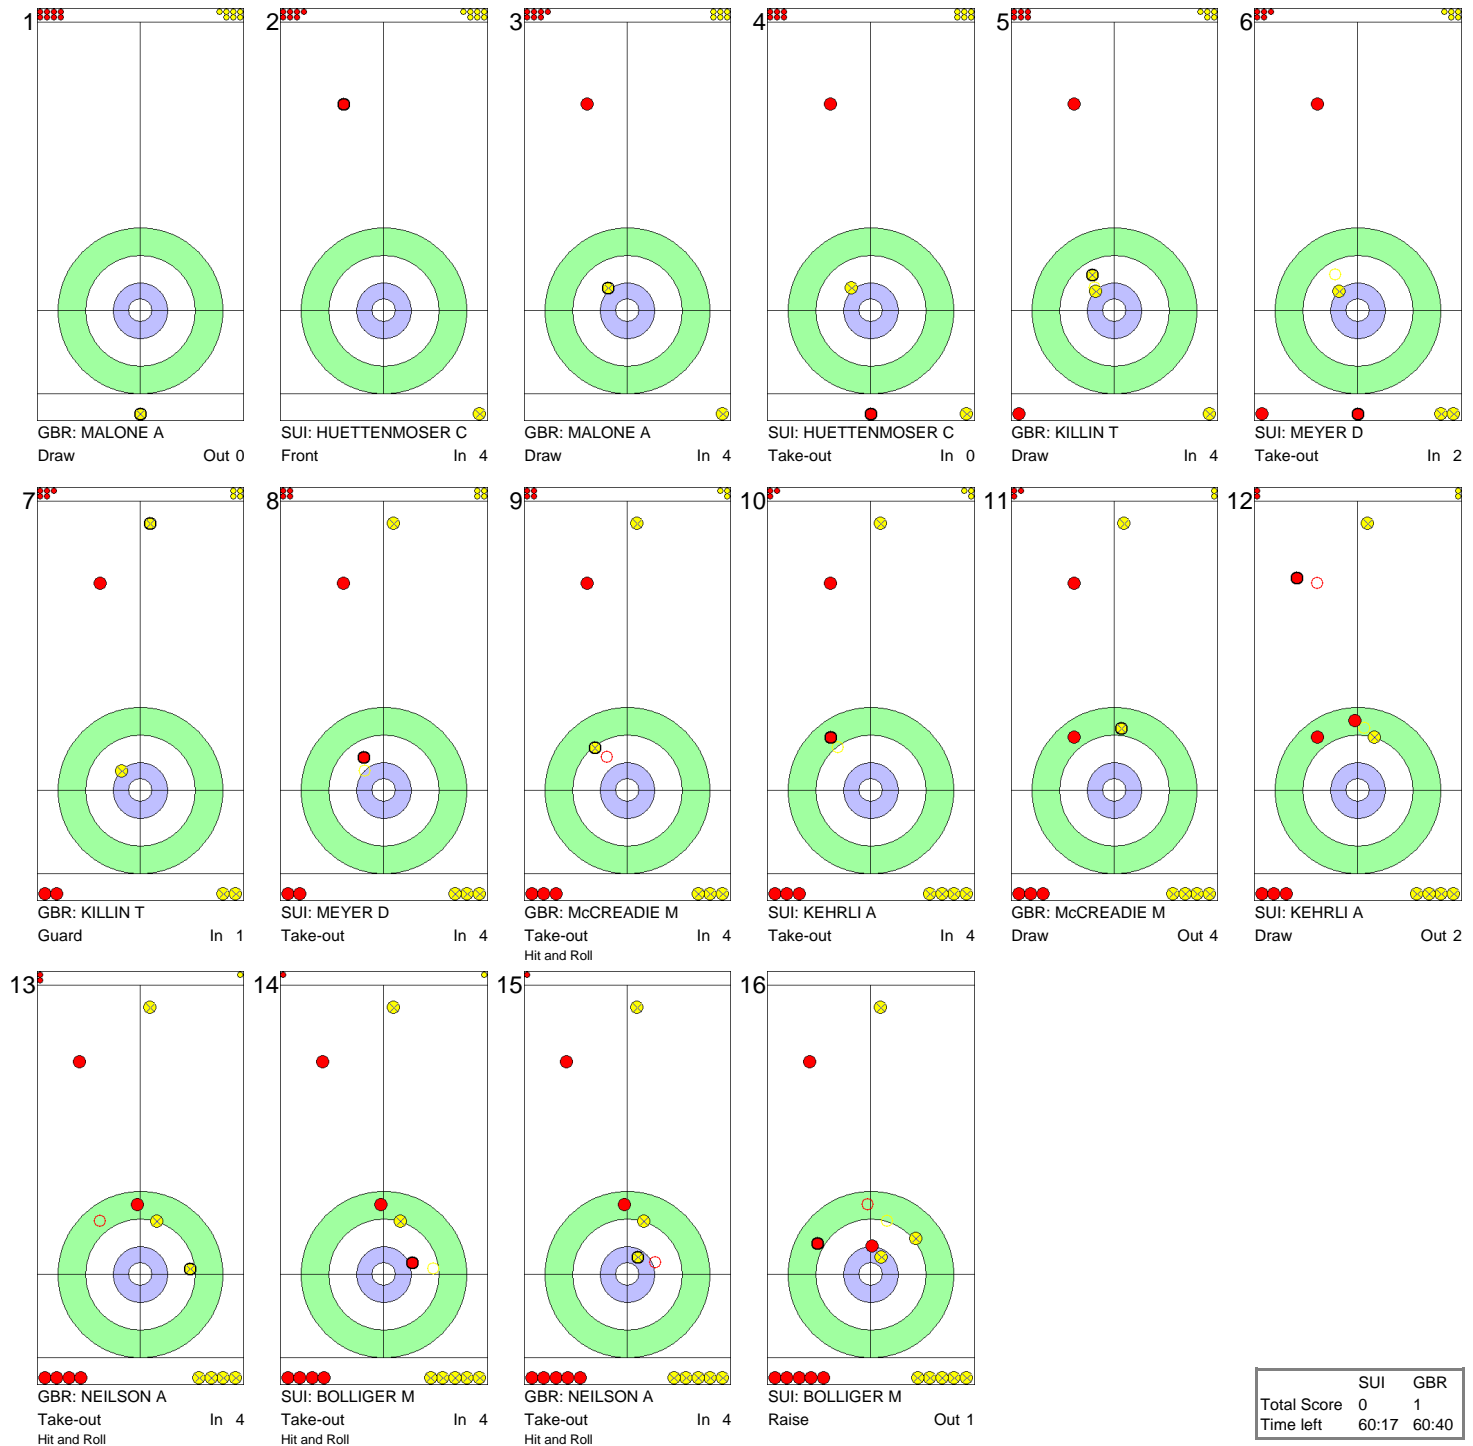 1
2
3
4
5
6
GBR: MALONE A
Draw Out 0
SUI: HUETTENMOSER C
Front In 4
GBR: MALONE A
Draw In 4
SUI: HUETTENMOSER C
Take-out In 0
GBR: KILLIN T
Draw In 4
SUI: MEYER D
Take-out In 2
7
8
9
10
11
12
GBR: KILLIN T
Guard In 1
SUI: MEYER D
Take-out In 4
GBR: McCREADIE M
Take-out In 4
Hit and Roll
SUI: KEHRLI A
Take-out In 4
GBR: McCREADIE M
Draw Out 4
SUI: KEHRLI A
Draw Out 2
13
14
15
16
GBR: NEILSON A
Take-out In 4
Hit and Roll
SUI: BOLLIGER M
Take-out In 4
Hit and Roll
GBR: NEILSON A
Take-out In 4
Hit and Roll
SUI: BOLLIGER M
Raise Out 1
SUI GBR
Total Score 0 1
Time left 60:17 60:40